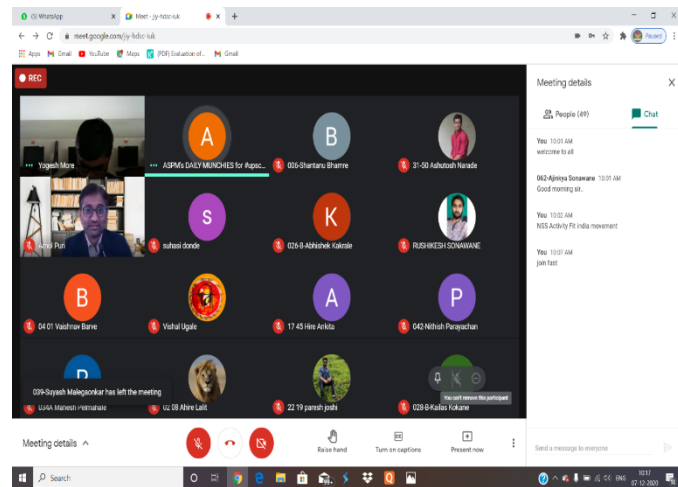 (3) WhatsApp
Meet - jiy-hdsc-iuk
meet.google.com/jiy-hdsc-iuk
Paused
Apps
Gmail
YouTube
Maps
(PDF) Evaluation of...
Gmail
REC
Yogesh More
ASPM's DAILY MUNCHIES for #upsc...
006-Shantanu Bhamre
31-50 Ashutosh Narade
Amol Puri
suhasi donde
026-B-Abhishek Kakrale
RUSHIKESH SONAWANE
04 01 Vaishnav Barve
Vishal Ugale
17 45 Hire Ankita
042-Nithish Parayachan
039-Suyash Malegaonkar has left the meeting
You can't remove this participant
02 08 Ahire Lalit
22 19 paresh joshi
028-B-Kailas Kokane
Meeting details
People (49)
Chat
You 10:01 AM
welcome to all
062-Ajinkya Sonawane 10:01 AM
Good morning sir..
You 10:02 AM
NSS Activity Fit india movement
You 10:07 AM
join fast
Send a message to everyone
Meeting details
Raise hand
Turn on captions
Present now
Search
ENG
10:17
07-12-2020